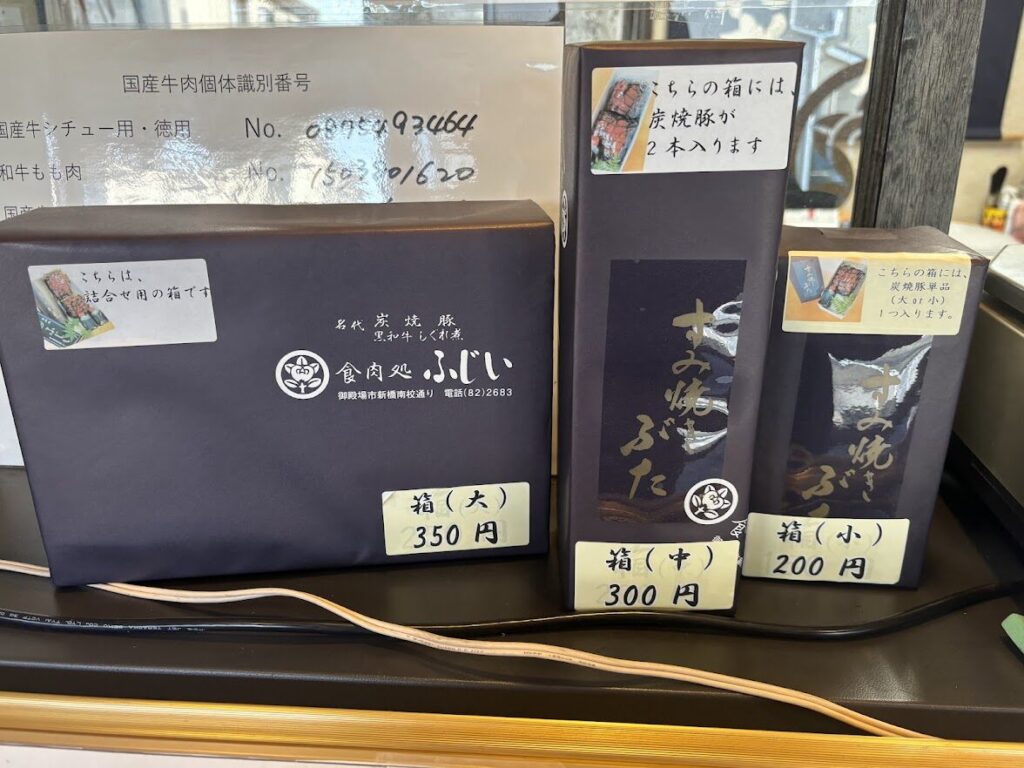 国産牛肉個体識別番号
国産牛シチュー用・徳用 No. 0875493464
和牛もも肉 No. 1503801620
国産
こちらは、
詰合せ用の箱です
名代 炭焼豚
黒和牛しぐれ煮
食肉処 ふじい
御殿場市新橋南校通り 電話(82)2683
箱(大)
350円
こちらの箱には、
炭焼豚が
2本入ります
すみ焼き
ぶた
箱(中)
300円
こちらの箱には、
炭焼豚単品
(大or小)
1つ入ります。
すみ焼き
ぶた
箱(小)
200円